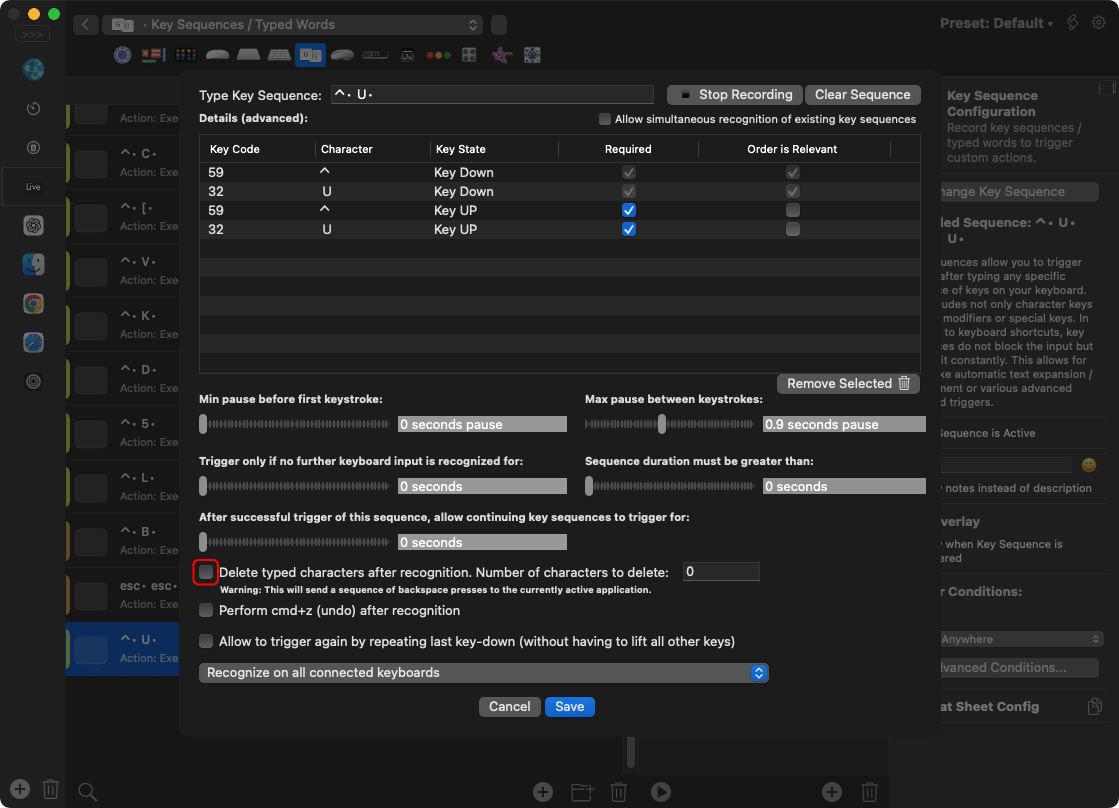 · Key Sequences / Typed Words
Preset: Default
>>>
Live
Type Key Sequence:
^· U·
Stop Recording
Clear Sequence
Details (advanced):
Allow simultaneous recognition of existing key sequences
Key Code Character Key State Required Order is Relevant
59 ^ Key Down
32 U Key Down
59 ^ Key UP
32 U Key UP
Remove Selected
Min pause before first keystroke:
Max pause between keystrokes:
0 seconds pause
0.9 seconds pause
Trigger only if no further keyboard input is recognized for:
Sequence duration must be greater than:
0 seconds
0 seconds
After successful trigger of this sequence, allow continuing key sequences to trigger for:
0 seconds
Delete typed characters after recognition. Number of characters to delete:
0
Warning: This will send a sequence of backspace presses to the currently active application.
Perform cmd+z (undo) after recognition
Allow to trigger again by repeating last key-down (without having to lift all other keys)
Recognize on all connected keyboards
Cancel
Save
Action: Exe
^· C·
Action: Exe
^· [·
Action: Exe
^· V·
Action: Exe
^· K·
Action: Exe
^· D·
Action: Exe
^· 5·
Action: Exe
^· L·
Action: Exe
^· B·
Action: Exe
esc· esc·
Action: Exe
^· U·
Action: Exe
Key Sequence
Configuration
Record key sequences /
typed words to trigger
custom actions.
hange Key Sequence
ded Sequence: ^· U·
U·
uences allow you to trigger
after typing any specific
ce of keys on your keyboard.
udes not only character keys
modifiers or special keys. In
to keyboard shortcuts, key
ces do not block the input but
it constantly. This allows for
ke automatic text expansion /
ment or various advanced
d triggers.
Sequence is Active
y notes instead of description
verlay
y when Key Sequence is
ered
r Conditions:
Anywhere
vanced Conditions...
at Sheet Config